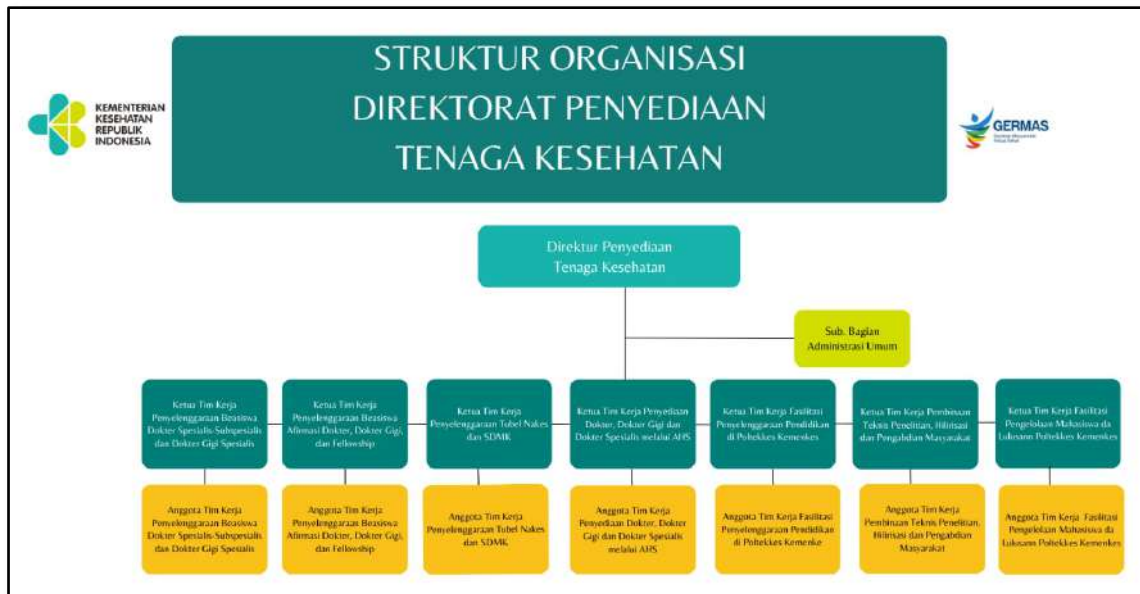 STRUKTUR ORGANISASI
DIREKTORAT PENYEDIAAN
TENAGA KESEHATAN
KEMENTERIAN
KESEHATAN
REPUBLIK
INDONESIA
GERMAS
Gerakan Masyarakat
Hidup Sehat
Direktur Penyediaan
Tenaga Kesehatan
Sub. Bagian
Administrasi Umum
Ketua Tim Kerja
Penyelenggaraan Beasiswa
Dokter Spesialis-Subspesialis
dan Dokter Gigi Spesialis
Ketua Tim Kerja
Penyelenggaraan Beasiswa
Afirmasi Dokter, Dokter Gigi,
dan Fellowship
Ketua Tim Kerja
Penyelenggaraan Tubel Nakes
dan SDMK
Ketua Tim Kerja Penyediaan
Dokter, Dokter Gigi dan
Dokter Spesialis melalui AHS
Ketua Tim Kerja Fasilitasi
Penyelenggaraan Pendidikan
di Poltekkes Kemenkes
Ketua Tim Kerja Pembinaan
Teknis Penelitian, Hilirisasi
dan Pengabdian Masyarakat
Ketua Tim Kerja Fasilitasi
Pengelolaan Mahasiswa da
Lulusann Poltekkes Kemenkes
Anggota Tim Kerja
Penyelenggaraan Beasiswa
Dokter Spesialis-Subspesialis
dan Dokter Gigi Spesialis
Anggota Tim Kerja
Penyelenggaraan Beasiswa
Afirmasi Dokter, Dokter Gigi,
dan Fellowship
Anggota Tim Kerja
Penyelenggaraan Tubel Nakes
dan SDMK
Anggota Tim Kerja
Penyediaan Dokter, Dokter
Gigi dan Dokter Spesialis
melalui AHS
Anggota Tim Kerja Fasilitasi
Penyelenggaraan Pendidikan
di Poltekkes Kemenke
Anggota Tim Kerja
Pembinaan Teknis Penelitian,
Hilirisasi dan Pengabdian
Masyarakat
Anggota Tim Kerja Fasilitasi
Pengelolaan Mahasiswa da
Lulusann Poltekkes Kemenkes